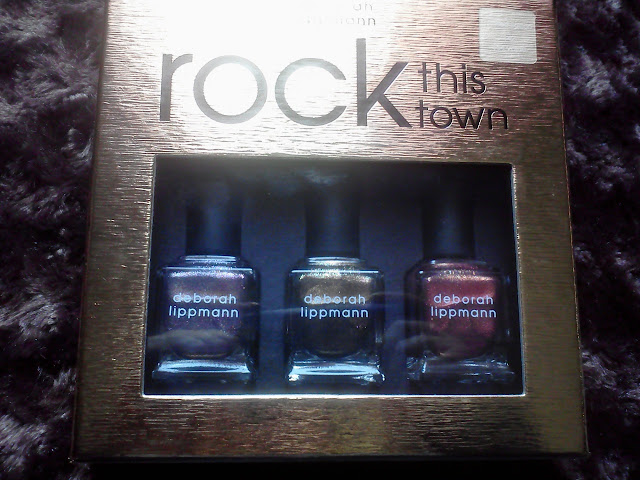 rock this town
deborah
lippmann
deborah
lippmann
deborah
lippmann